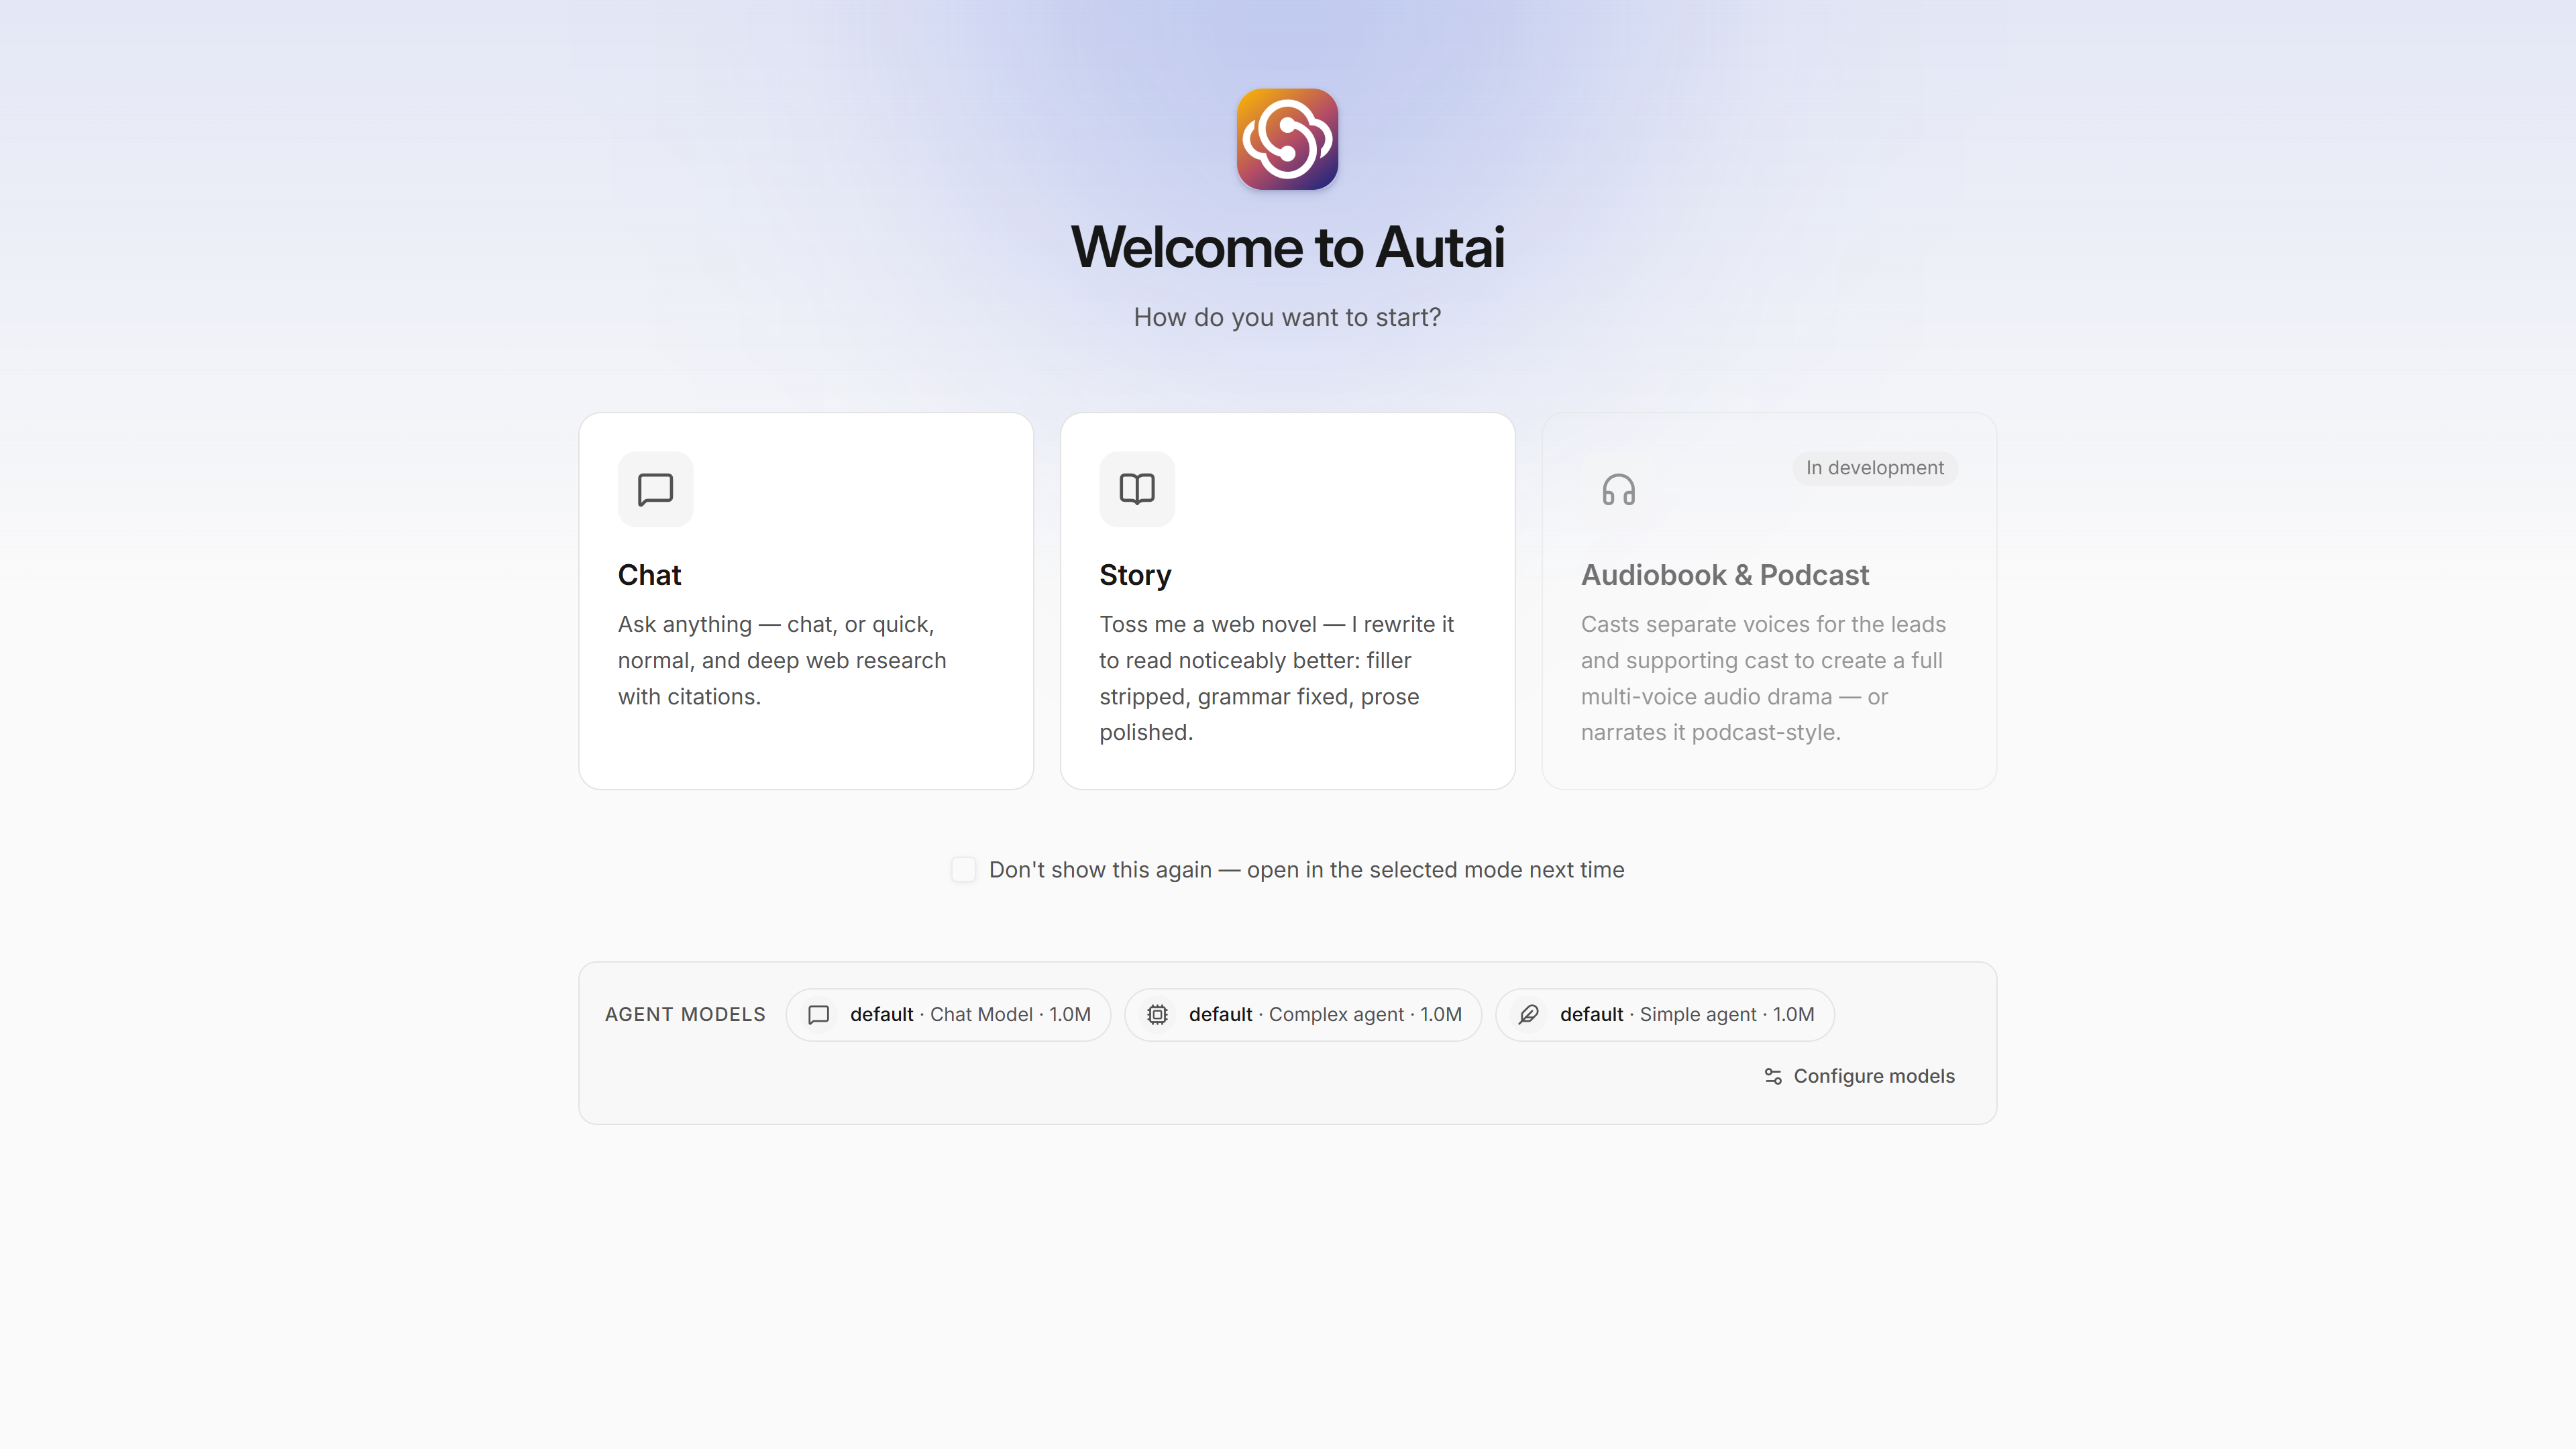 Welcome to Autai
How do you want to start?
Chat
Ask anything — chat, or quick,
normal, and deep web research
with citations.
Story
Toss me a web novel — I rewrite it
to read noticeably better: filler
stripped, grammar fixed, prose
polished.
In development
Audiobook & Podcast
Casts separate voices for the leads
and supporting cast to create a full
multi-voice audio drama — or
narrates it podcast-style.
Don't show this again — open in the selected mode next time
AGENT MODELS
default · Chat Model · 1.0M
default · Complex agent · 1.0M
default · Simple agent · 1.0M
Configure models